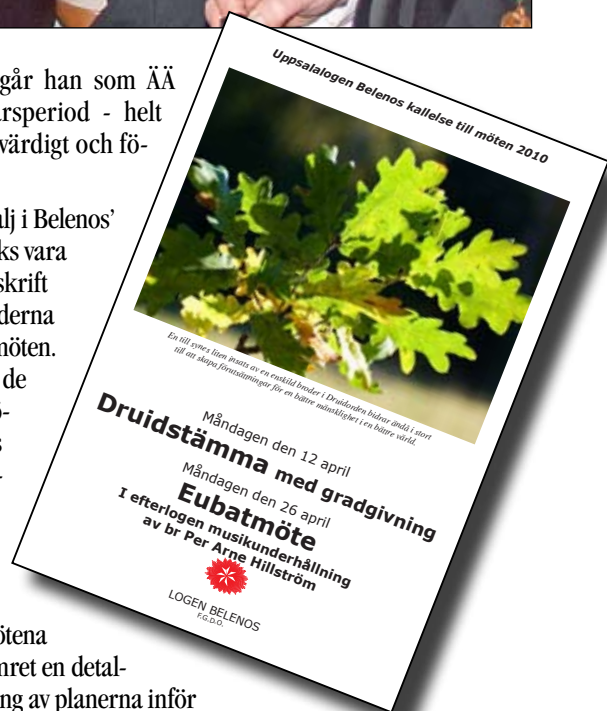 går han som ÄÄ
årsperiod - helt
värdigt och fö-
alj i Belenos’
ks vara
skrift
derna
möten.
de
s
-
Uppsalalogen Belenos kallelse till möten 2010
En till synes liten insats av en enskild broder i Druidorden bidrar ändå i stort
till att skapa förutsättningar för en bättre mänsklighet i en bättre värld.
Måndagen den 12 april
Druidstämma med gradgivning
Måndagen den 26 april
Eubatmöte
I efterlogen musikunderhållning
av br Per Arne Hillström
LOGEN BELENOS
F.G.D.O.
ötena
mret en detal-
ng av planerna inför